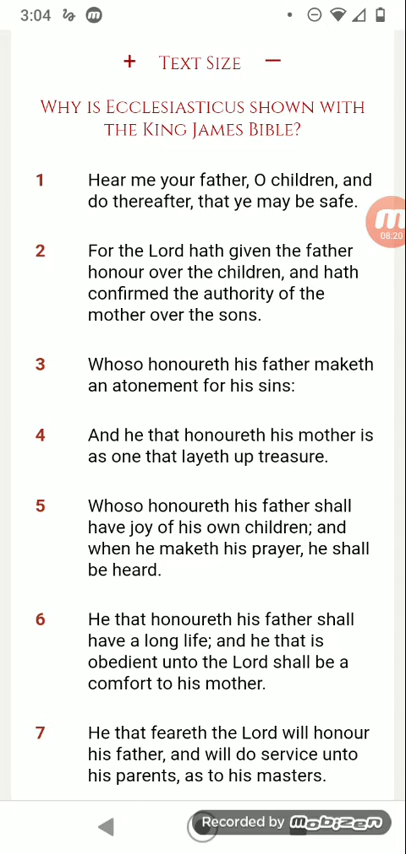 3:04
+ TEXT SIZE −
WHY IS ECCLESIASTICUS SHOWN WITH
THE KING JAMES BIBLE?
1 Hear me your father, O children, and
do thereafter, that ye may be safe.
08:20
2 For the Lord hath given the father
honour over the children, and hath
confirmed the authority of the
mother over the sons.
3 Whoso honoureth his father maketh
an atonement for his sins:
4 And he that honoureth his mother is
as one that layeth up treasure.
5 Whoso honoureth his father shall
have joy of his own children; and
when he maketh his prayer, he shall
be heard.
6 He that honoureth his father shall
have a long life; and he that is
obedient unto the Lord shall be a
comfort to his mother.
7 He that feareth the Lord will honour
his father, and will do service unto
his parents, as to his masters.
Recorded by mobizen